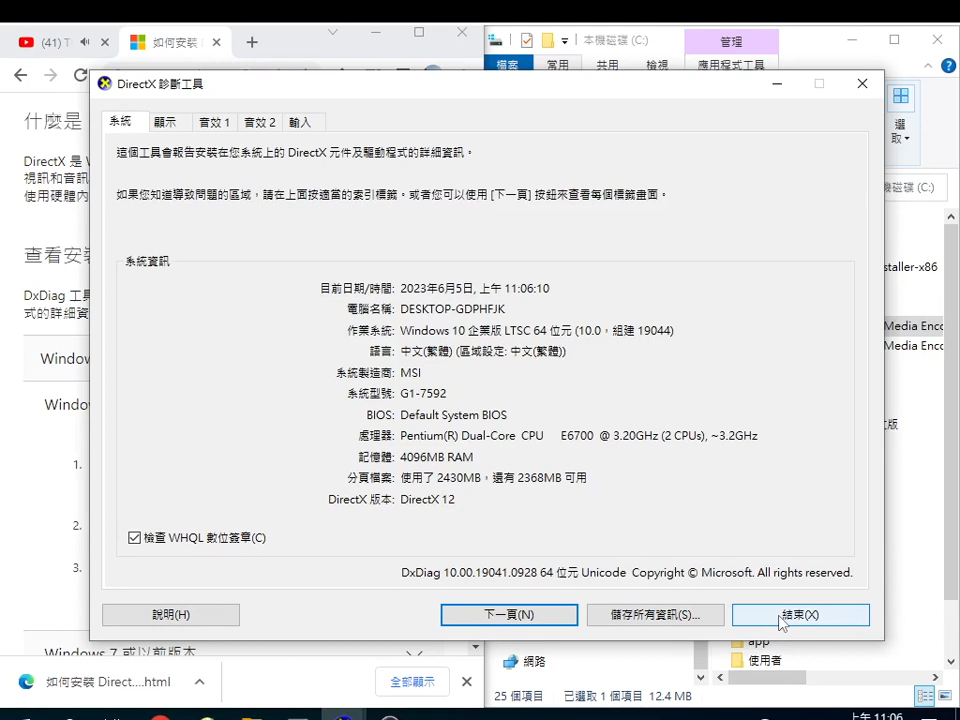 (41) T
如何安裝
本機磁碟 (C:)
管理
檔案
常用
共用
檢視
應用程式工具
DirectX 診斷工具
系統
顯示
音效 1
音效 2
輸入
這個工具會報告安裝在您系統上的 DirectX 元件及驅動程式的詳細資訊。
如果您知道導致問題的區域，請在上面按適當的索引標籤。或者您可以使用 [下一頁] 按鈕來查看每個標籤畫面。
系統資訊
目前日期/時間: 2023年6月5日, 上午 11:06:10
電腦名稱: DESKTOP-GDPHFJK
作業系統: Windows 10 企業版 LTSC 64 位元 (10.0，組建 19044)
語言: 中文(繁體) (區域設定: 中文(繁體))
系統製造商: MSI
系統型號: G1-7592
BIOS: Default System BIOS
處理器: Pentium(R) Dual-Core CPU E6700 @ 3.20GHz (2 CPUs), ~3.2GHz
記憶體: 4096MB RAM
分頁檔案: 使用了 2430MB，還有 2368MB 可用
DirectX 版本: DirectX 12
檢查 WHQL 數位簽章(C)
DxDiag 10.00.19041.0928 64 位元 Unicode Copyright © Microsoft. All rights reserved.
說明(H)
下一頁(N)
儲存所有資訊(S)...
結束(X)
什麼是
DirectX 是 W
視訊和音訊
使用硬體內
查看安裝
DxDiag 工具
式的詳細資
Window
Window
1.
2.
3.
Windows 7 或以前版本
選
取
磁碟 (C:)
staller-x86
Media Enc
Media Enc
版
app
使用者
網路
25 個項目
已選取 1 個項目 12.4 MB
如何安裝 Direct....html
全部顯示
上午 11:06